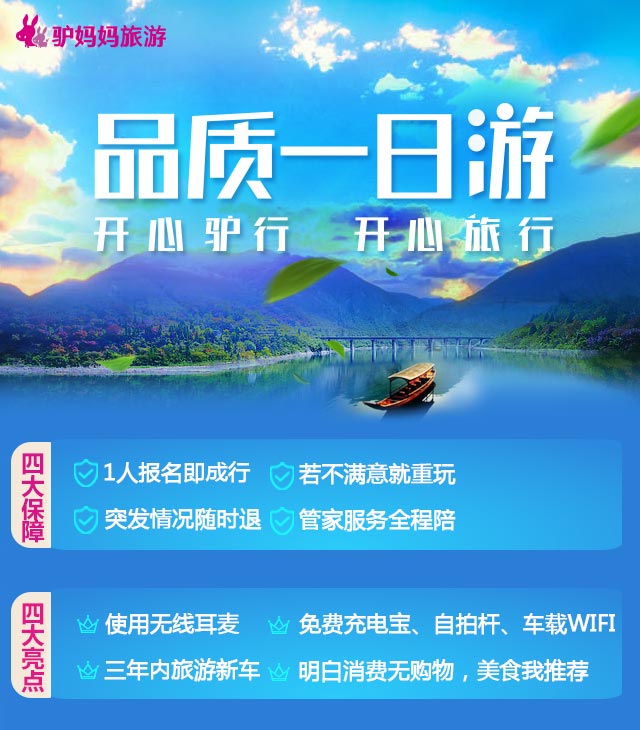 驴妈妈旅游
品质一日游
开心驴行 开心旅行
四大保障
1人报名即成行 若不满意就重玩
突发情况随时退 管家服务全程陪
四大亮点
使用无线耳麦 免费充电宝、自拍杆、车载WIFI
三年内旅游新车 明白消费无购物，美食我推荐